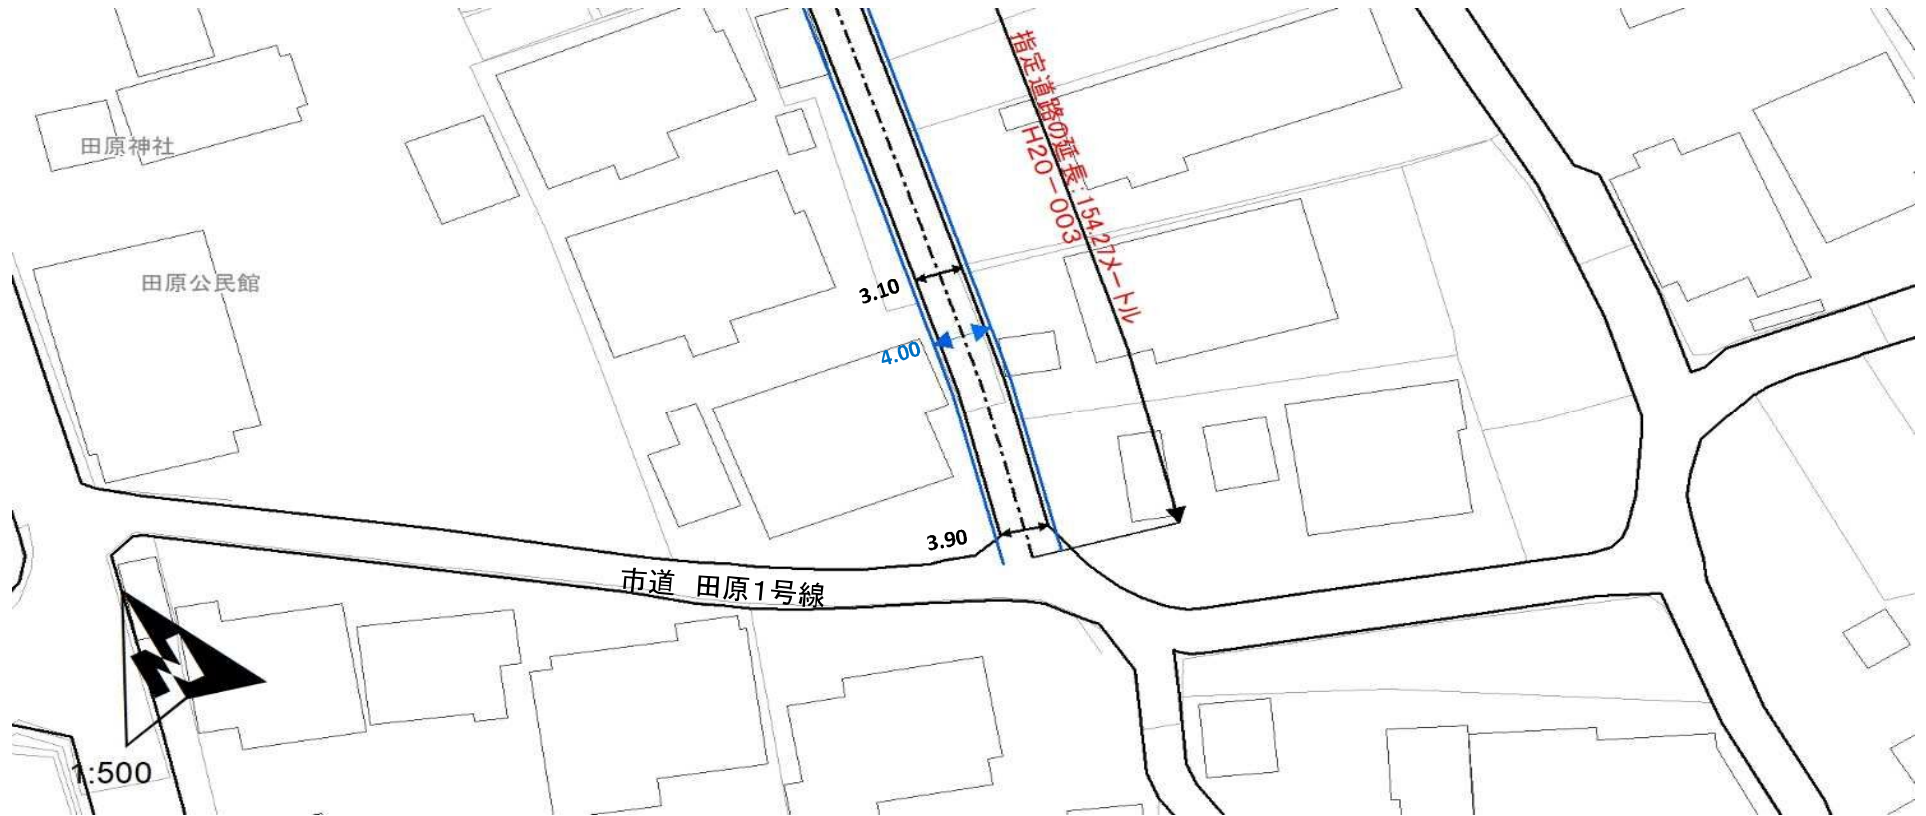 指定道路の延長:154.27メートル
H20-003
田原神社
田原公民館
3.10
4.00
3.90
市道 田原1号線
N
1:500